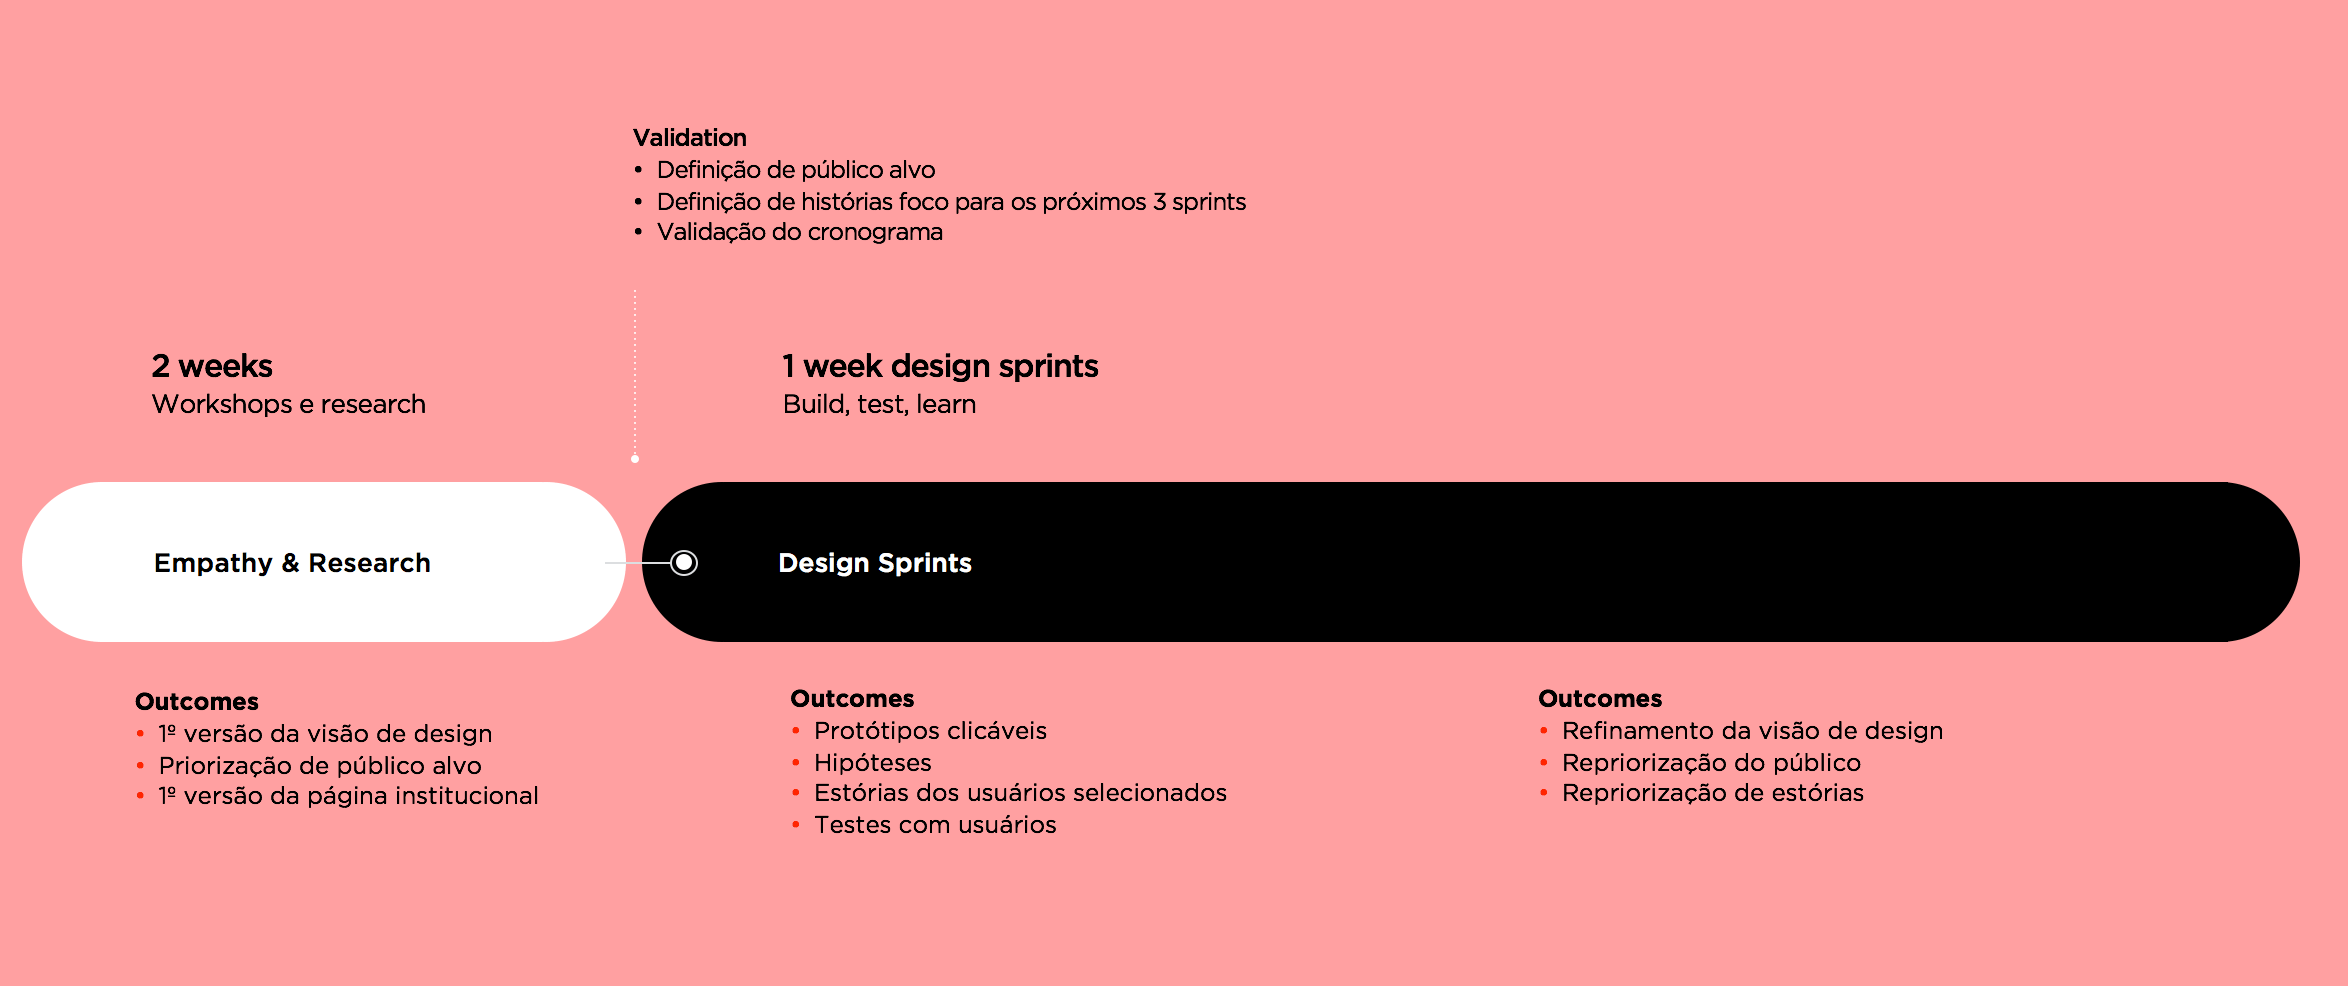 Validation
• Definição de público alvo
• Definição de histórias foco para os próximos 3 sprints
• Validação do cronograma
2 weeks
Workshops e research
1 week design sprints
Build, test, learn
Empathy & Research
Design Sprints
Outcomes
• 1º versão da visão de design
• Priorização de público alvo
• 1º versão da página institucional
Outcomes
• Protótipos clicáveis
• Hipóteses
• Estórias dos usuários selecionados
• Testes com usuários
Outcomes
• Refinamento da visão de design
• Repriorização do público
• Repriorização de estórias